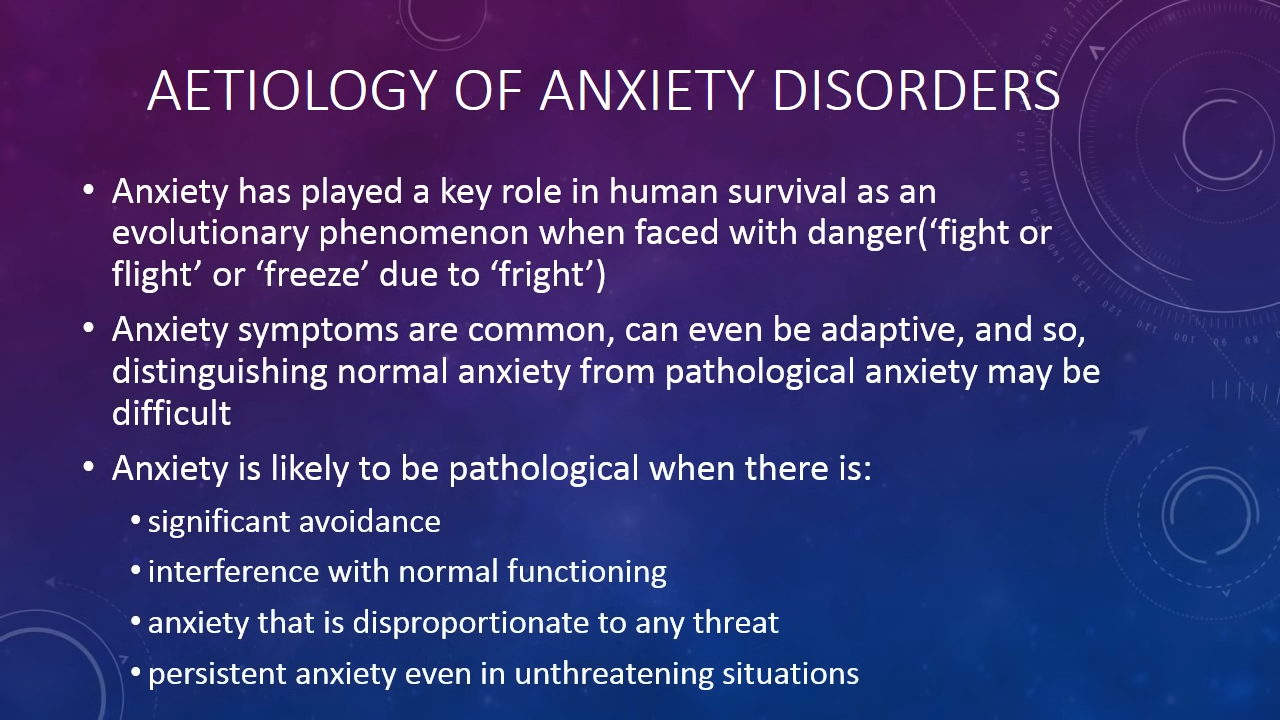 AETIOLOGY OF ANXIETY DISORDERS
• Anxiety has played a key role in human survival as an
evolutionary phenomenon when faced with danger(‘fight or
flight’ or ‘freeze’ due to ‘fright’)
• Anxiety symptoms are common, can even be adaptive, and so,
distinguishing normal anxiety from pathological anxiety may be
difficult
• Anxiety is likely to be pathological when there is:
• significant avoidance
• interference with normal functioning
• anxiety that is disproportionate to any threat
• persistent anxiety even in unthreatening situations